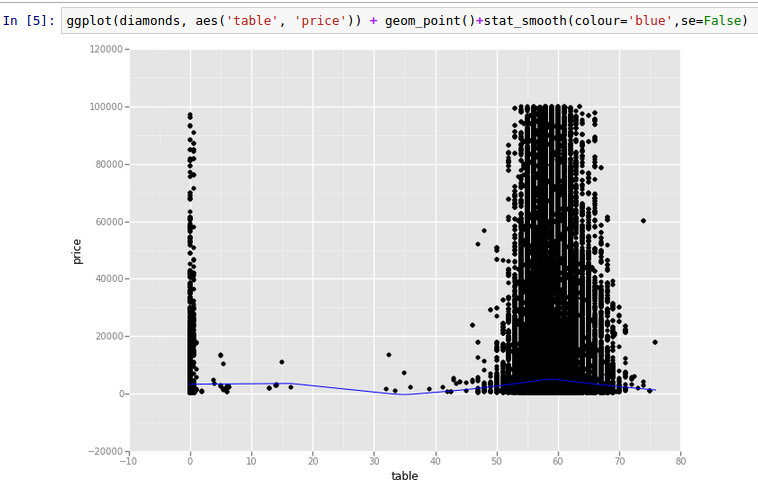 In [5]: ggplot(diamonds, aes('table', 'price')) + geom_point()+stat_smooth(colour='blue',se=False)
120000
100000
80000
60000
40000
20000
0
−20000
price
−10 0 10 20 30 40 50 60 70 80
table